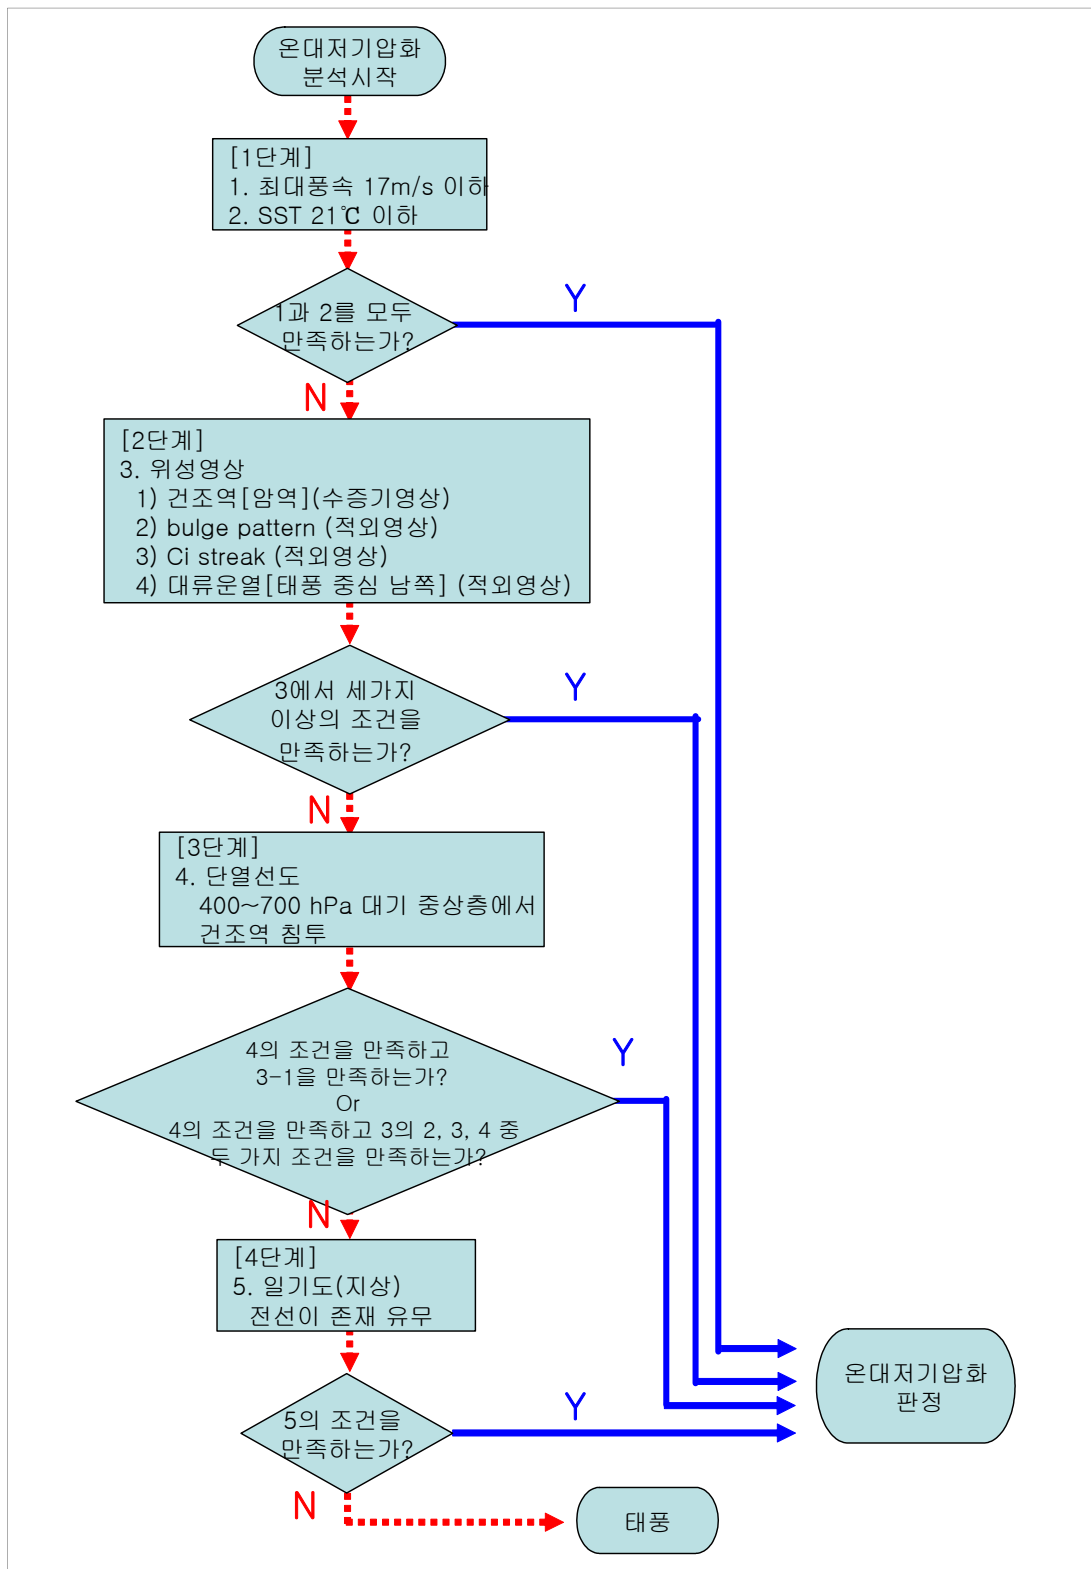 온대저기압화
분석시작
[1단계]
1. 최대풍속 17m/s 이하
2. SST 21℃ 이하
1과 2를 모두
만족하는가?
Y
N
[2단계]
3. 위성영상
1) 건조역[암역](수증기영상)
2) bulge pattern (적외영상)
3) Ci streak (적외영상)
4) 대류운열[태풍 중심 남쪽] (적외영상)
3에서 세가지
이상의 조건을
만족하는가?
Y
N
[3단계]
4. 단열선도
400~700 hPa 대기 중상층에서
건조역 침투
4의 조건을 만족하고
3-1을 만족하는가?
Or
4의 조건을 만족하고 3의 2, 3, 4 중
두 가지 조건을 만족하는가?
Y
N
[4단계]
5. 일기도(지상)
전선이 존재 유무
5의 조건을
만족하는가?
Y
N
온대저기압화
판정
태풍